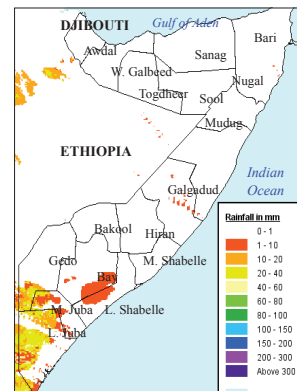 DJIBOUTI
Gulf of Aden
Awdal
Sanag
Bari
W. Galbeed
Togdheer
Sool
Nugal
Mudug
ETHIOPIA
Indian
Ocean
Galgadud
Bakool
Hiran
Gedo
Bay
M. Shabelle
M. Juba
L. Shabelle
L. Juba
Rainfall in mm
0 - 1
1 - 10
10 - 20
20 - 40
40 - 60
60 - 80
80 - 100
100 - 150
150 - 200
200 - 300
Above 300